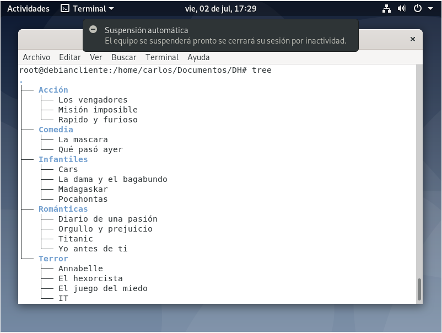 Actividades Terminal vie, 02 de jul, 17:29
Suspensión automática
El equipo se suspenderá pronto se cerrará su sesión por inactividad.
Archivo Editar Ver Buscar Terminal Ayuda
root@debiancliente:/home/carlos/Documentos/DH# tree
.
├── Acción
│   ├── Los vengadores
│   ├── Misión imposible
│   └── Rapido y furioso
├── Comedia
│   ├── La mascara
│   └── Qué pasó ayer
├── Infantiles
│   ├── Cars
│   ├── La dama y el bagabundo
│   ├── Madagaskar
│   └── Pocahontas
├── Románticas
│   ├── Diario de una pasión
│   ├── Orgullo y prejuicio
│   ├── Titanic
│   └── Yo antes de ti
└── Terror
    ├── Annabelle
    ├── El hexorcista
    ├── El juego del miedo
    ├── IT